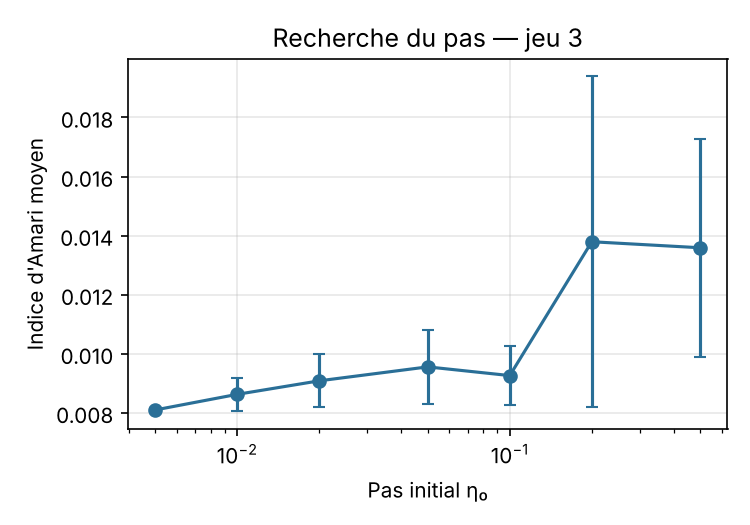 Recherche du pas — jeu 3
Indice d'Amari moyen
0.018
0.016
0.014
0.012
0.010
0.008
10⁻² 10⁻¹
Pas initial η₀